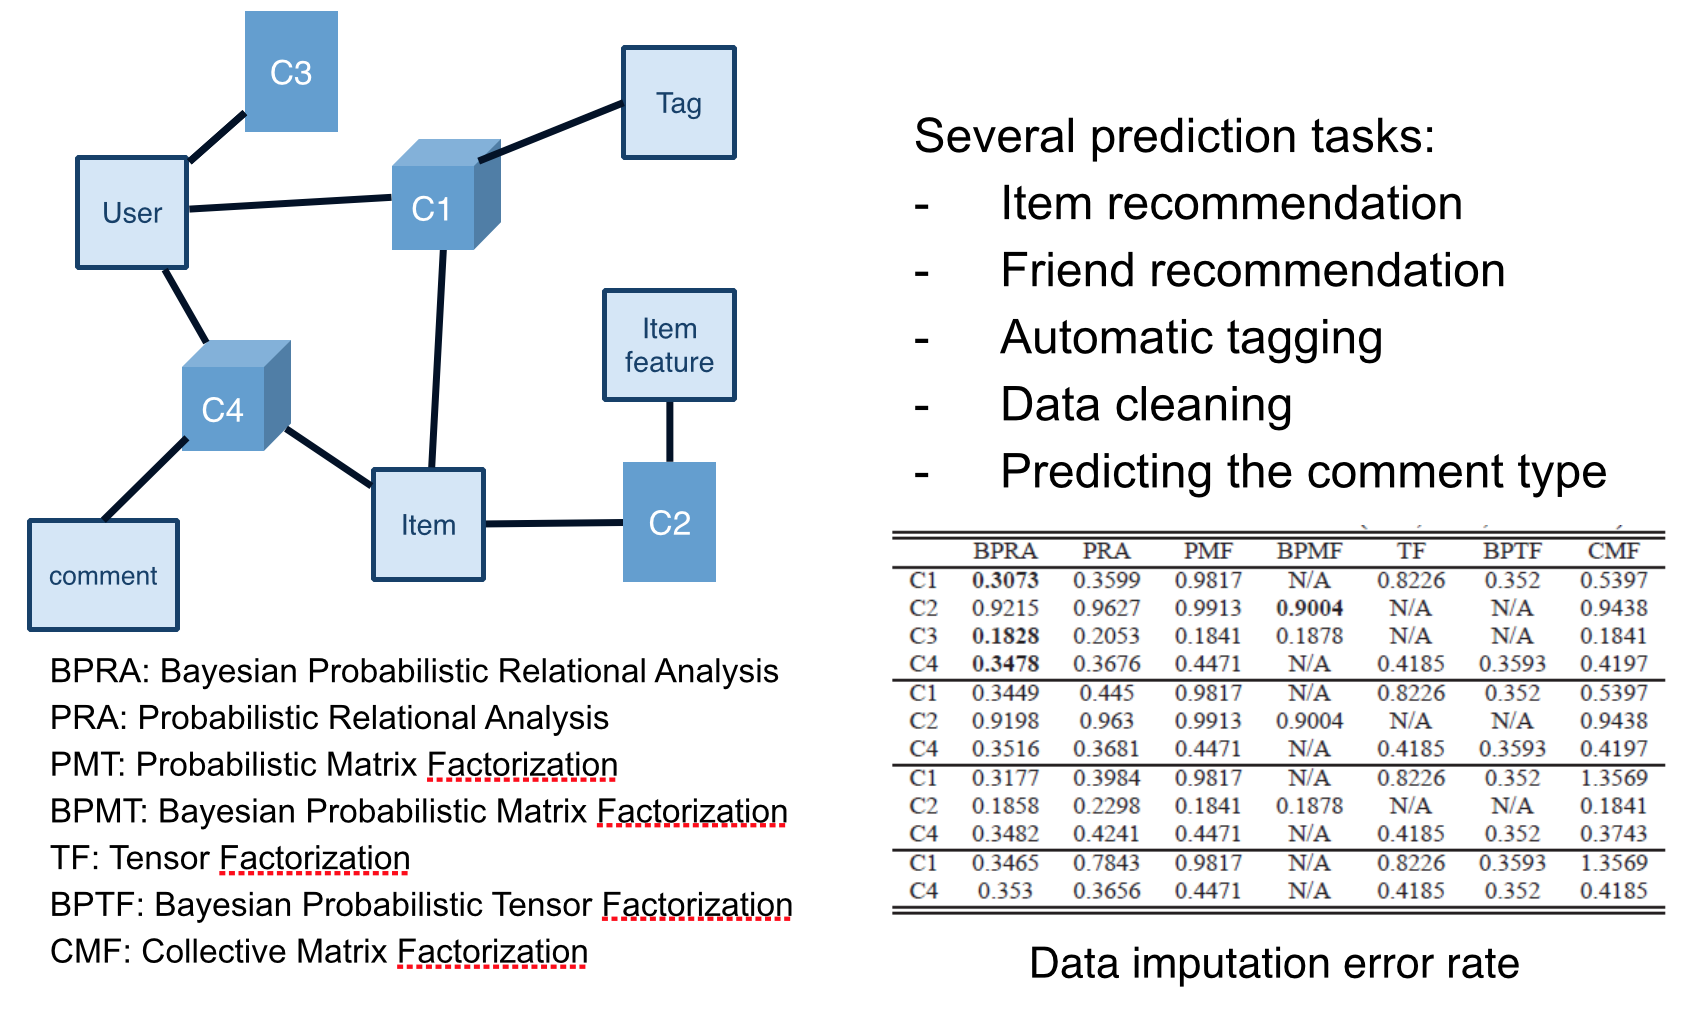 C3
Tag
User
C1
Item
feature
C4
Item
C2
comment
BPRA: Bayesian Probabilistic Relational Analysis
PRA: Probabilistic Relational Analysis
PMT: Probabilistic Matrix Factorization
BPMT: Bayesian Probabilistic Matrix Factorization
TF: Tensor Factorization
BPTF: Bayesian Probabilistic Tensor Factorization
CMF: Collective Matrix Factorization
Several prediction tasks:
- Item recommendation
- Friend recommendation
- Automatic tagging
- Data cleaning
- Predicting the comment type
BPRA PRA PMF BPMF TF BPTF CMF
C1 0.3073 0.3599 0.9817 N/A 0.8226 0.352 0.5397
C2 0.9215 0.9627 0.9913 0.9004 N/A N/A 0.9438
C3 0.1828 0.2053 0.1841 0.1878 N/A N/A 0.1841
C4 0.3478 0.3676 0.4471 N/A 0.4185 0.3593 0.4197
C1 0.3449 0.445 0.9817 N/A 0.8226 0.352 0.5397
C2 0.9198 0.963 0.9913 0.9004 N/A N/A 0.9438
C4 0.3516 0.3681 0.4471 N/A 0.4185 0.3593 0.4197
C1 0.3177 0.3984 0.9817 N/A 0.8226 0.352 1.3569
C2 0.1858 0.2298 0.1841 0.1878 N/A N/A 0.1841
C4 0.3482 0.4241 0.4471 N/A 0.4185 0.352 0.3743
C1 0.3465 0.7843 0.9817 N/A 0.8226 0.3593 1.3569
C4 0.353 0.3656 0.4471 N/A 0.4185 0.352 0.4185
Data imputation error rate